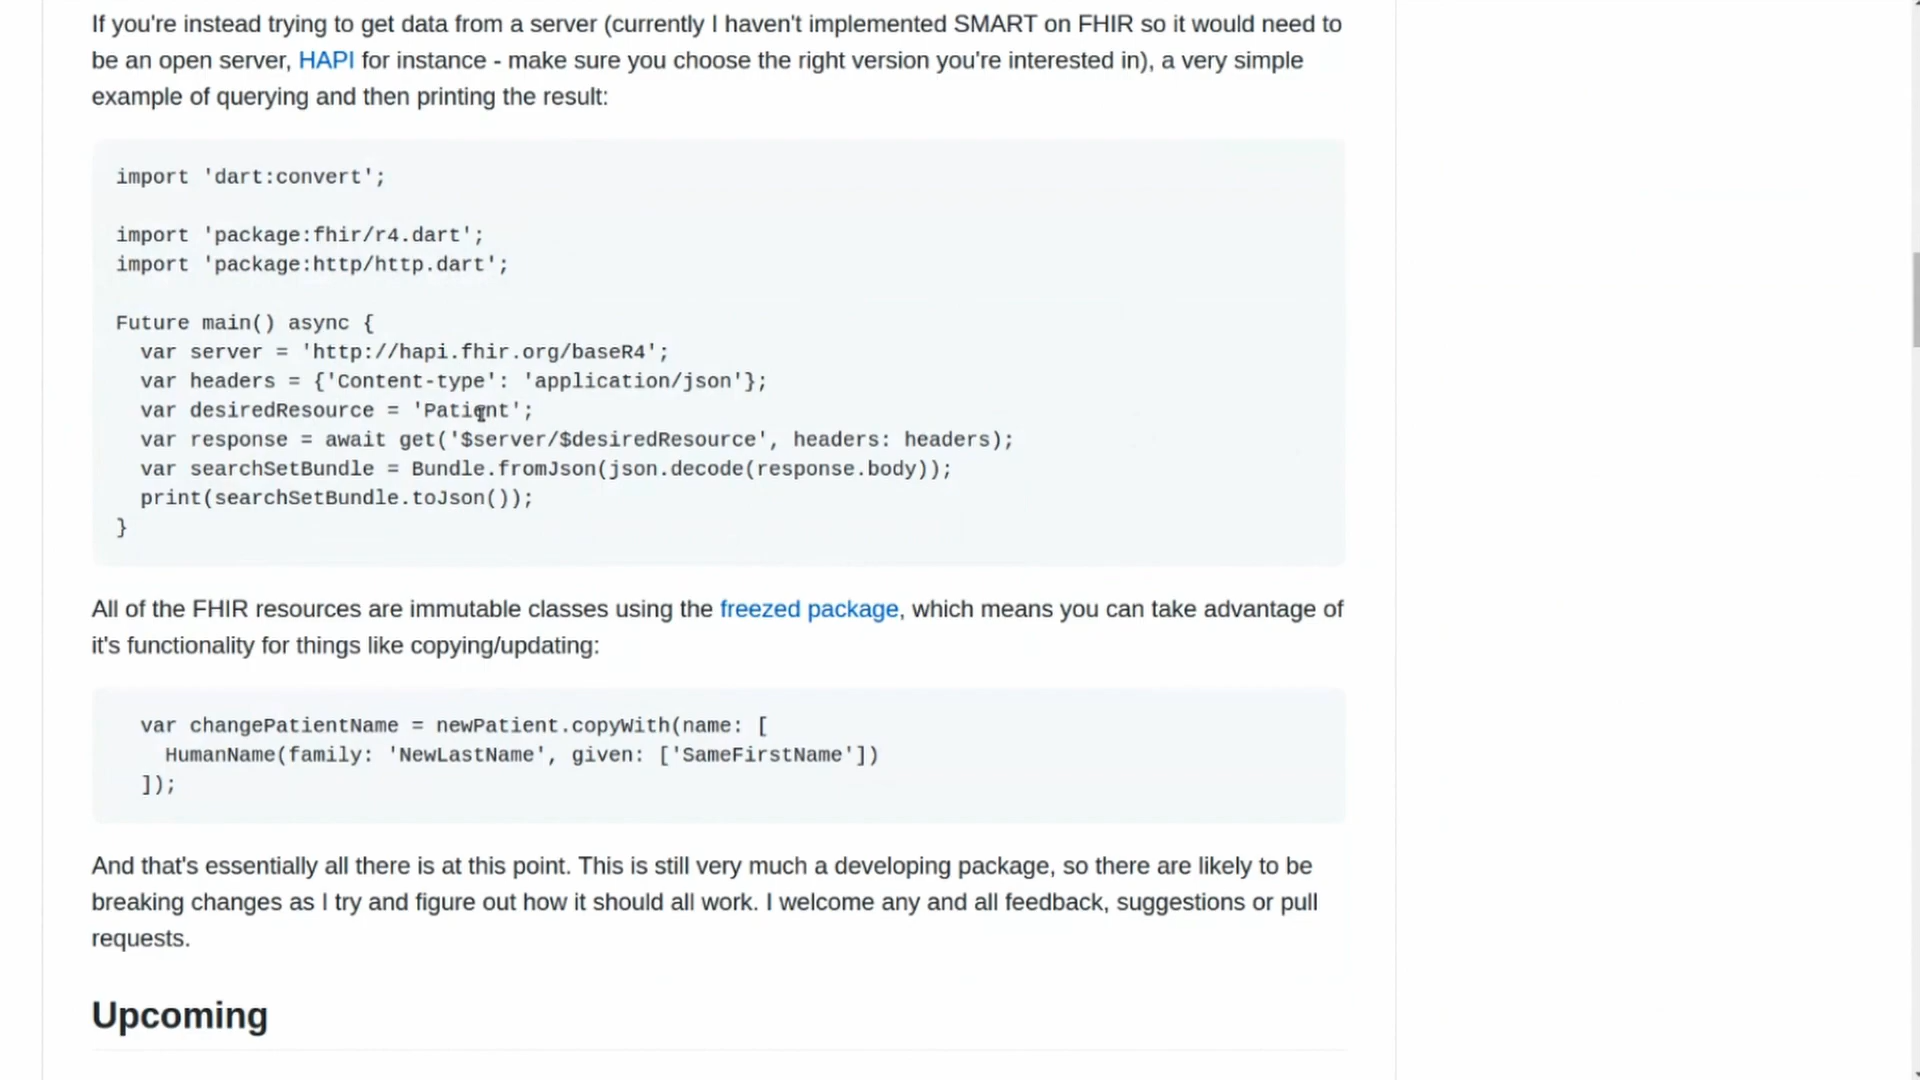 If you're instead trying to get data from a server (currently I haven't implemented SMART on FHIR so it would need to
be an open server, HAPI for instance - make sure you choose the right version you're interested in), a very simple
example of querying and then printing the result:
import 'dart:convert';
import 'package:fhir/r4.dart';
import 'package:http/http.dart';
Future main() async {
  var server = 'http://hapi.fhir.org/baseR4';
  var headers = {'Content-type': 'application/json'};
  var desiredResource = 'Patient';
  var response = await get('$server/$desiredResource', headers: headers);
  var searchSetBundle = Bundle.fromJson(json.decode(response.body));
  print(searchSetBundle.toJson());
}
All of the FHIR resources are immutable classes using the freezed package, which means you can take advantage of
it's functionality for things like copying/updating:
  var changePatientName = newPatient.copyWith(name: [
    HumanName(family: 'NewLastName', given: ['SameFirstName'])
  ]);
And that's essentially all there is at this point. This is still very much a developing package, so there are likely to be
breaking changes as I try and figure out how it should all work. I welcome any and all feedback, suggestions or pull
requests.
Upcoming